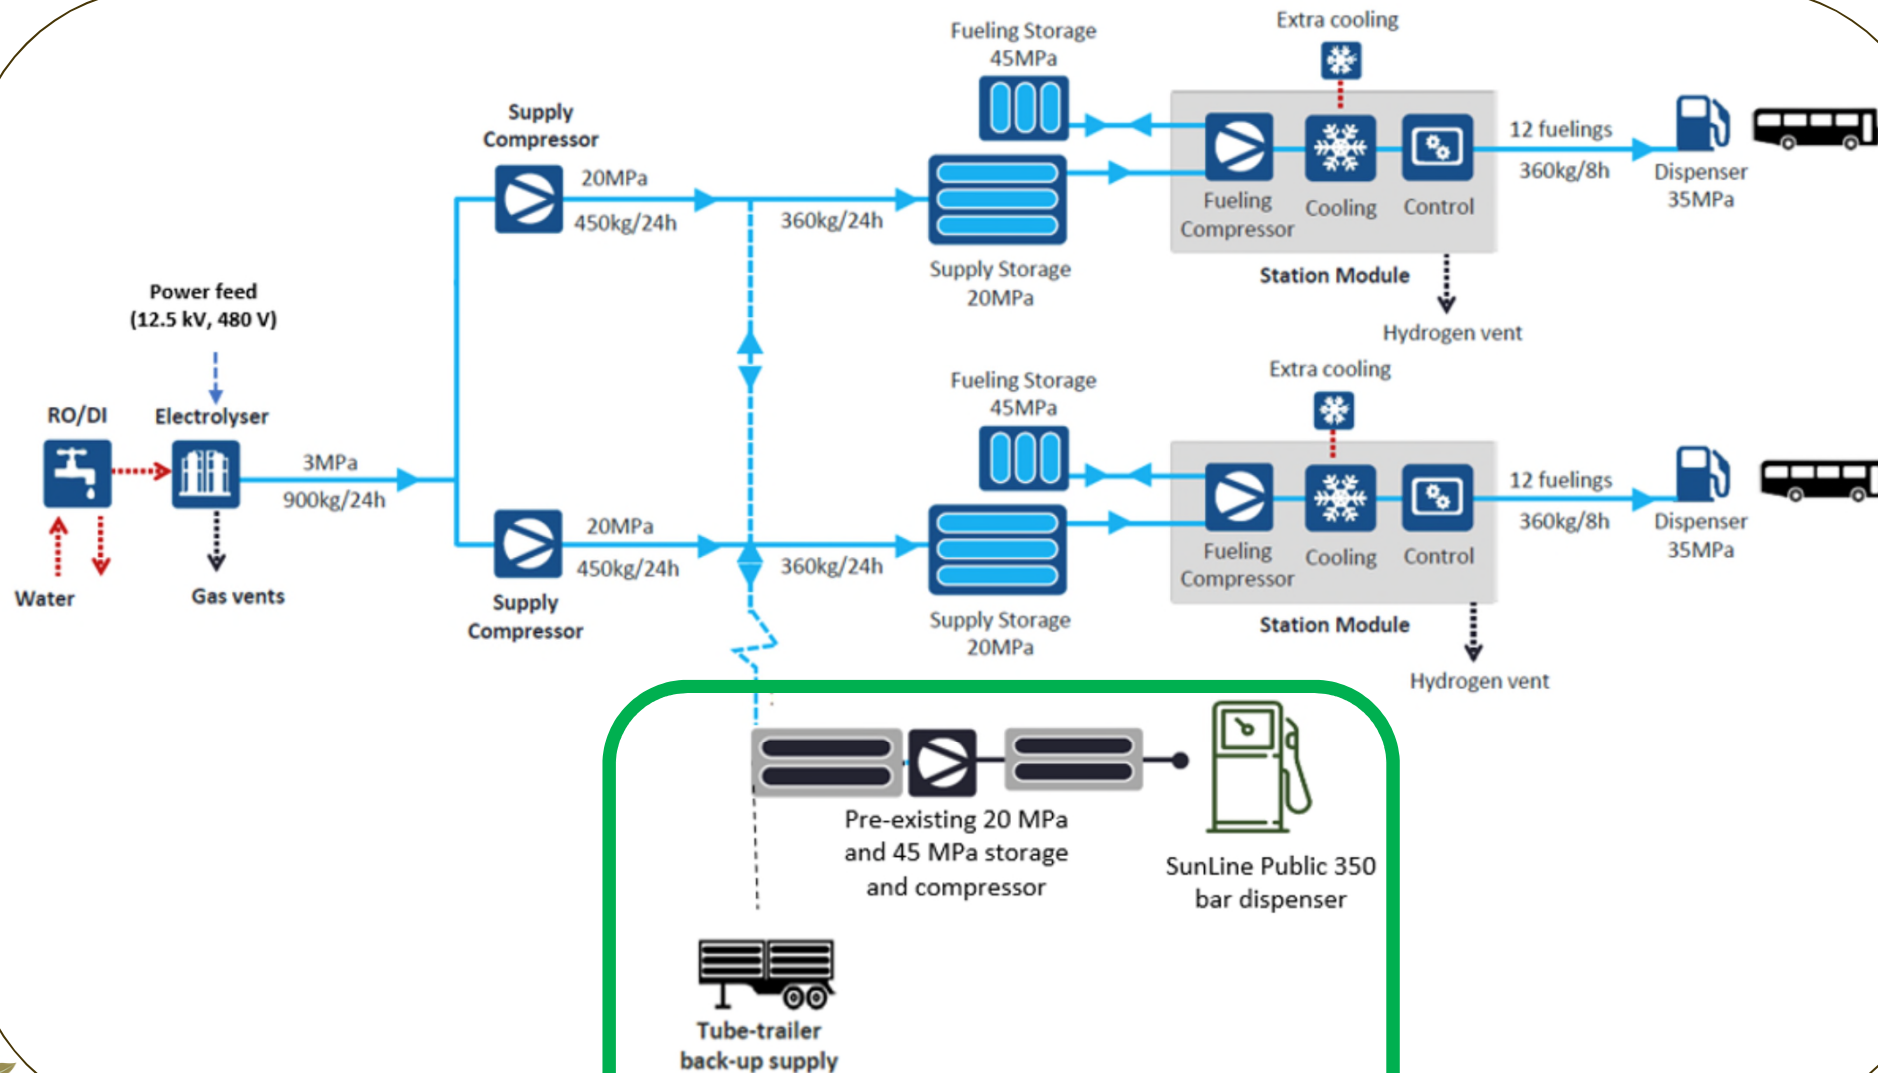 Extra cooling
Fueling Storage
45MPa
Supply
Compressor
20MPa
450kg/24h
360kg/24h
Supply Storage
20MPa
Fueling
Compressor
Cooling
Control
Station Module
12 fuelings
360kg/8h
Dispenser
35MPa
Hydrogen vent
Power feed
(12.5 kV, 480 V)
RO/DI
Electrolyser
3MPa
900kg/24h
Water
Gas vents
Extra cooling
Fueling Storage
45MPa
20MPa
450kg/24h
360kg/24h
Supply
Compressor
Supply Storage
20MPa
Fueling
Compressor
Cooling
Control
Station Module
12 fuelings
360kg/8h
Dispenser
35MPa
Hydrogen vent
Pre-existing 20 MPa
and 45 MPa storage
and compressor
SunLine Public 350
bar dispenser
Tube-trailer
back-up supply